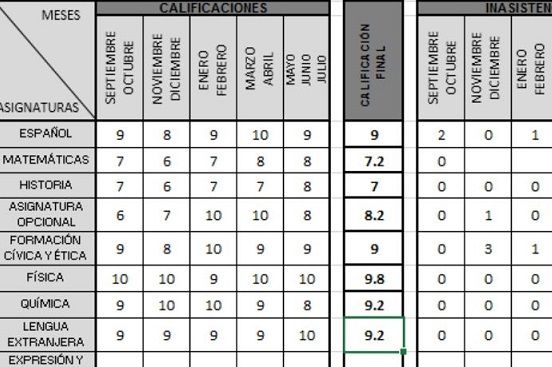 MESES
ASIGNATURAS
CALIFICACIONES
SEPTIEMBRE
OCTUBRE
NOVIEMBRE
DICIEMBRE
ENERO
FEBRERO
MARZO
ABRIL
MAYO
JUNIO
JULIO
CALIFICACIÓN
FINAL
INASISTEN
SEPTIEMBRE
OCTUBRE
NOVIEMBRE
DICIEMBRE
ENERO
FEBRERO
ESPAÑOL 9 8 9 10 9 9 2 0 1
MATEMÁTICAS 7 6 7 8 8 7.2 0
HISTORIA 7 6 7 7 8 7 0 0 0
ASIGNATURA
OPCIONAL 6 7 10 10 8 8.2 0 1 0
FORMACIÓN
CÍVICA Y ÉTICA 9 8 10 9 9 9 0 3 1
FÍSICA 10 10 9 10 10 9.8 0 0 0
QUÍMICA 9 10 10 9 8 9.2 0 0 0
LENGUA
EXTRANJERA 9 9 9 9 10 9.2 0 0 0
EXPRESIÓN Y